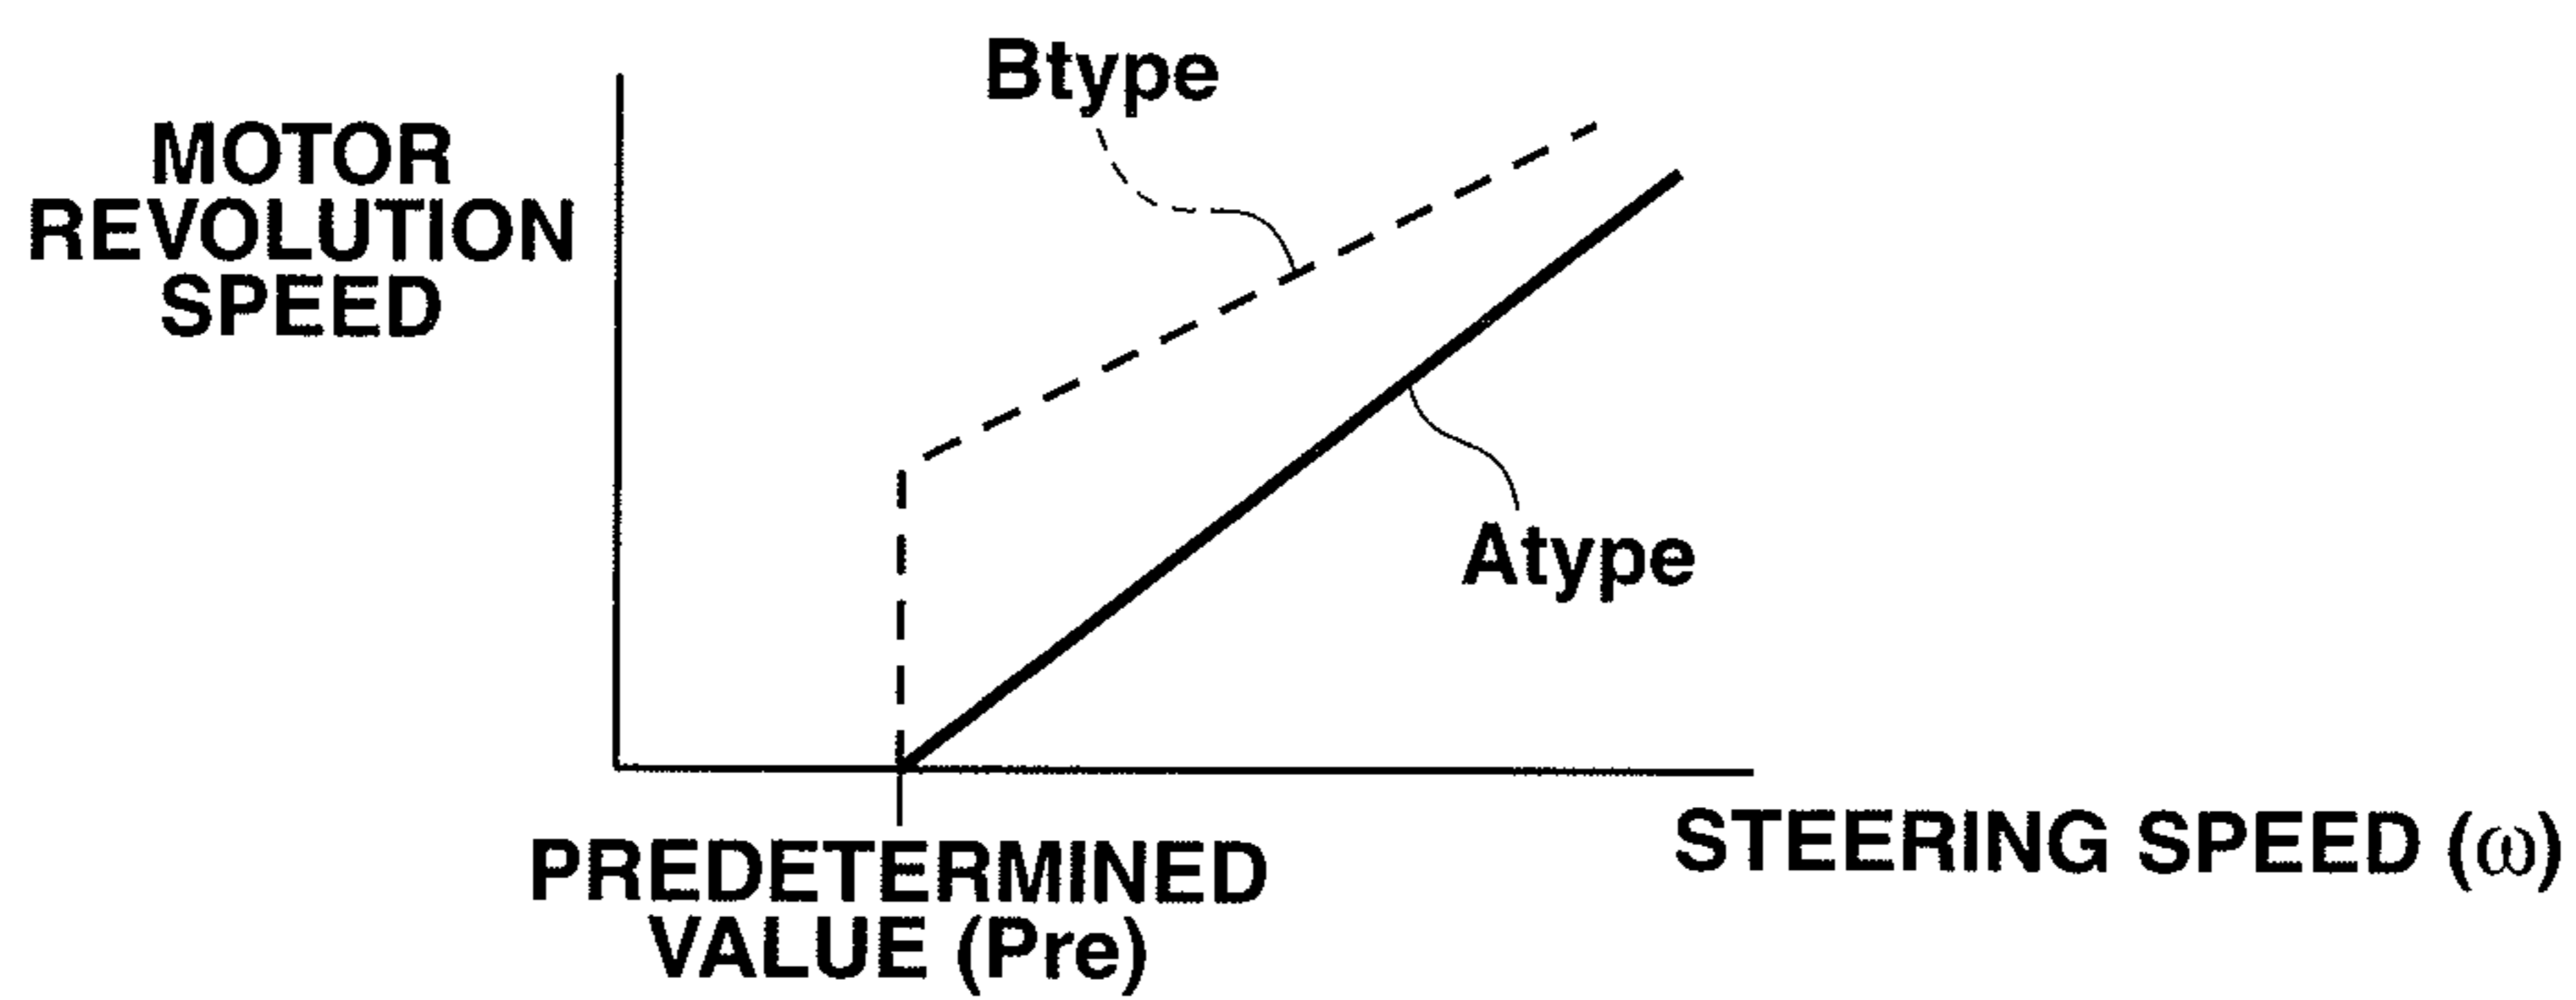 Btype
MOTOR
REVOLUTION
SPEED
Atype
STEERING SPEED (ω)
PREDETERMINED
VALUE (Pre)